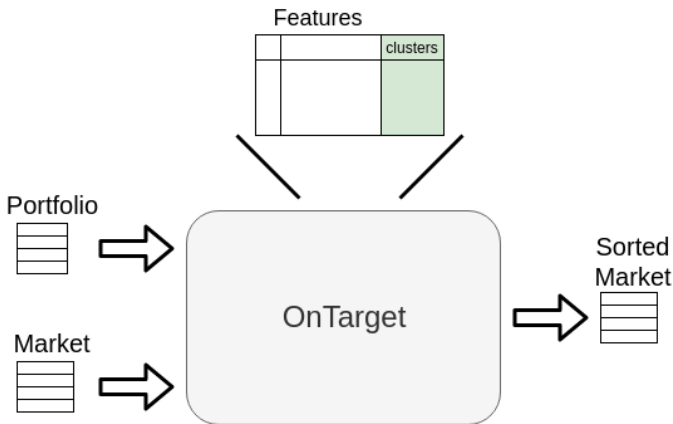 Features
clusters
Portfolio
Market
OnTarget
Sorted
Market